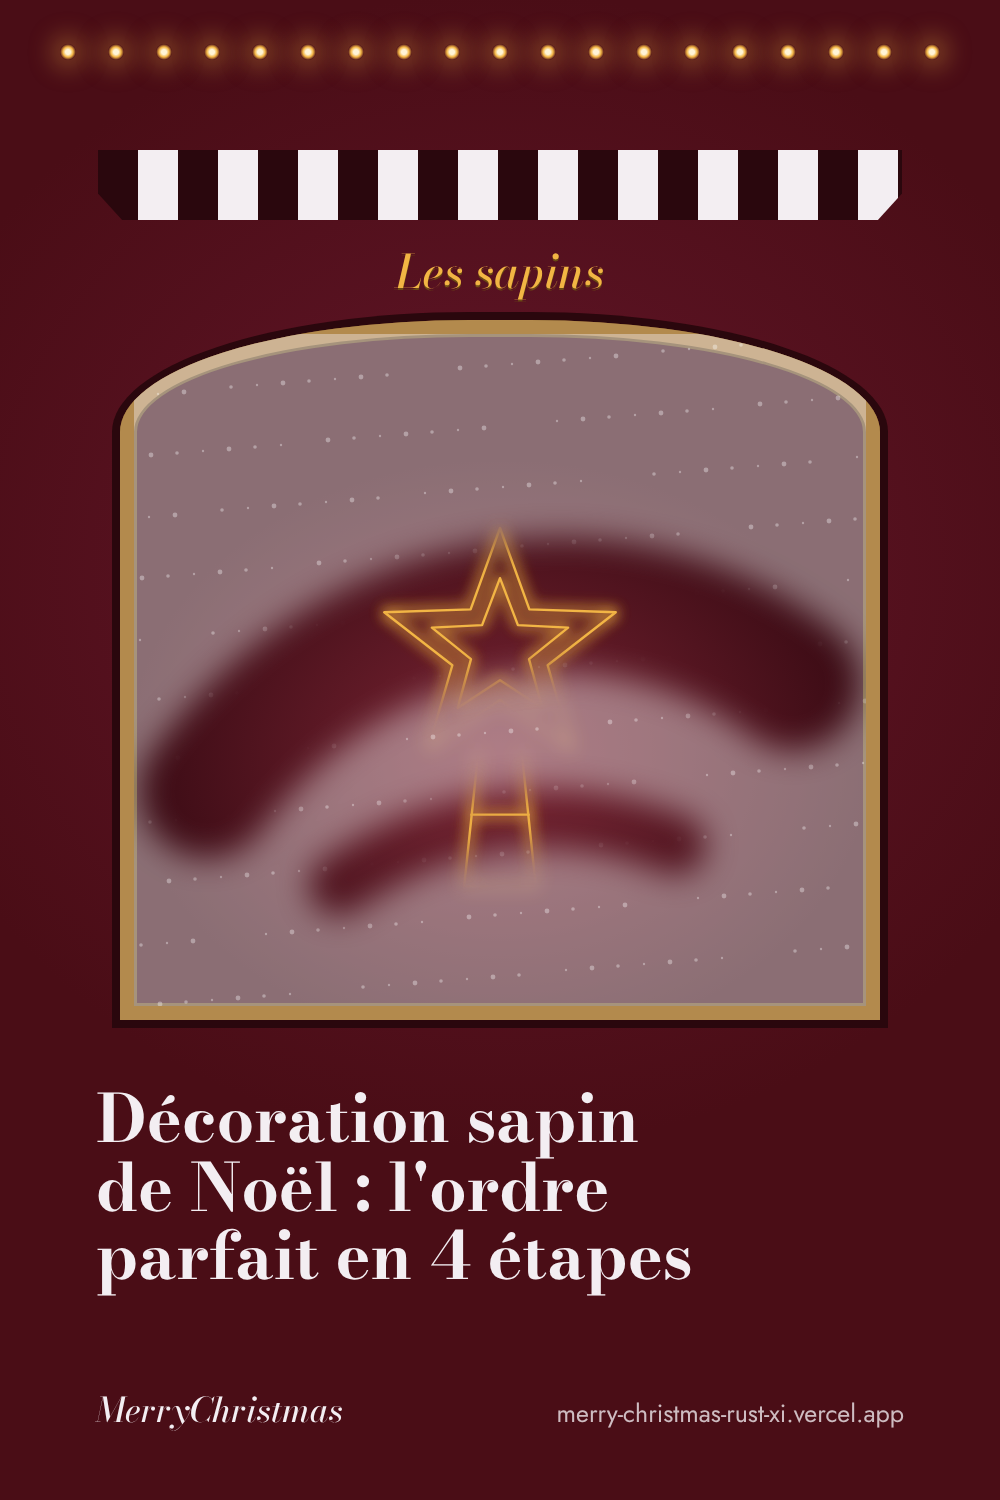 Les sapins
Décoration sapin
de Noël : l'ordre
parfait en 4 étapes
MerryChristmas
merry-christmas-rust-xi.vercel.app